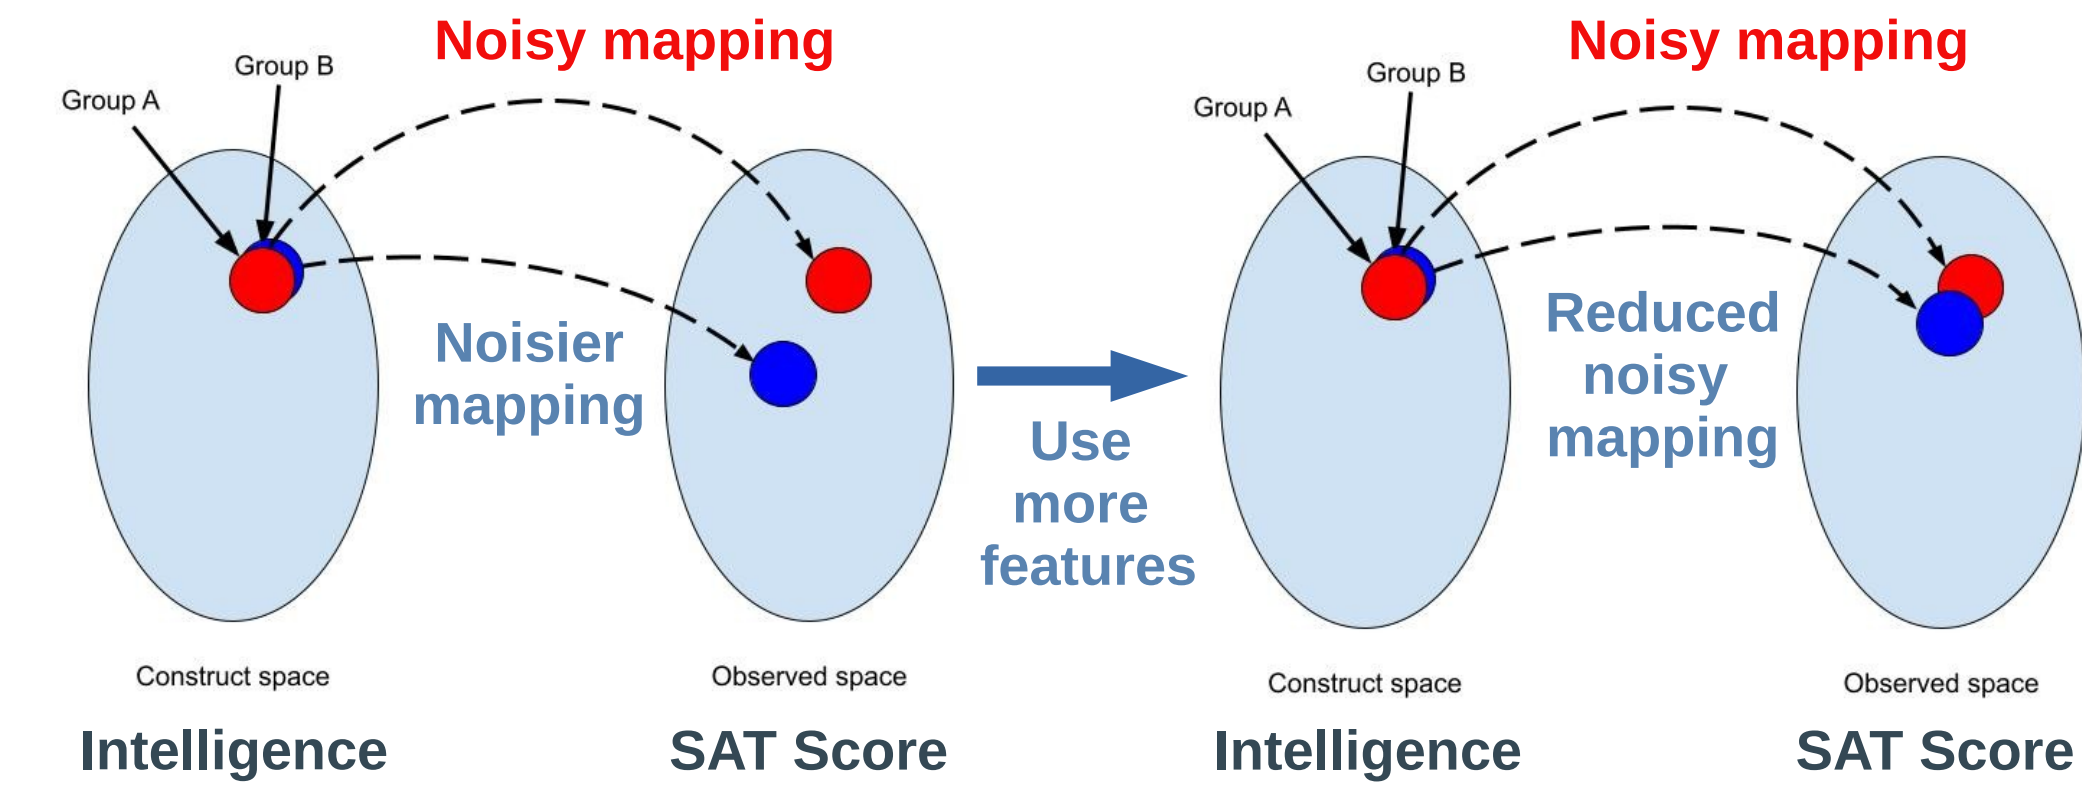 Noisy mapping
Group B
Group A
Noisier
mapping
Construct space
Observed space
Intelligence
SAT Score
Use
more
features
Noisy mapping
Group B
Group A
Reduced
noisy
mapping
Construct space
Observed space
Intelligence
SAT Score